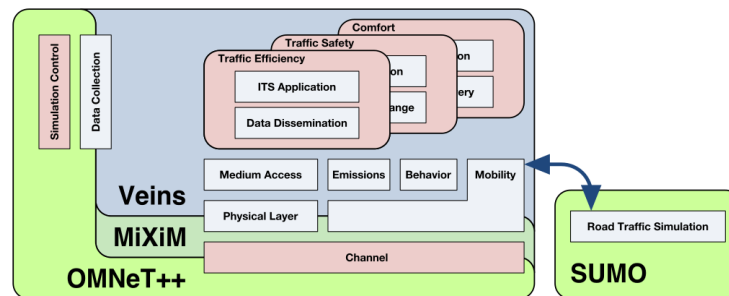 Comfort
Traffic Safety
Traffic Efficiency
ITS Application
Data Dissemination
Simulation Control
Data Collection
Medium Access
Emissions
Behavior
Mobility
Veins
Physical Layer
MiXiM
Channel
OMNeT++
Road Traffic Simulation
SUMO